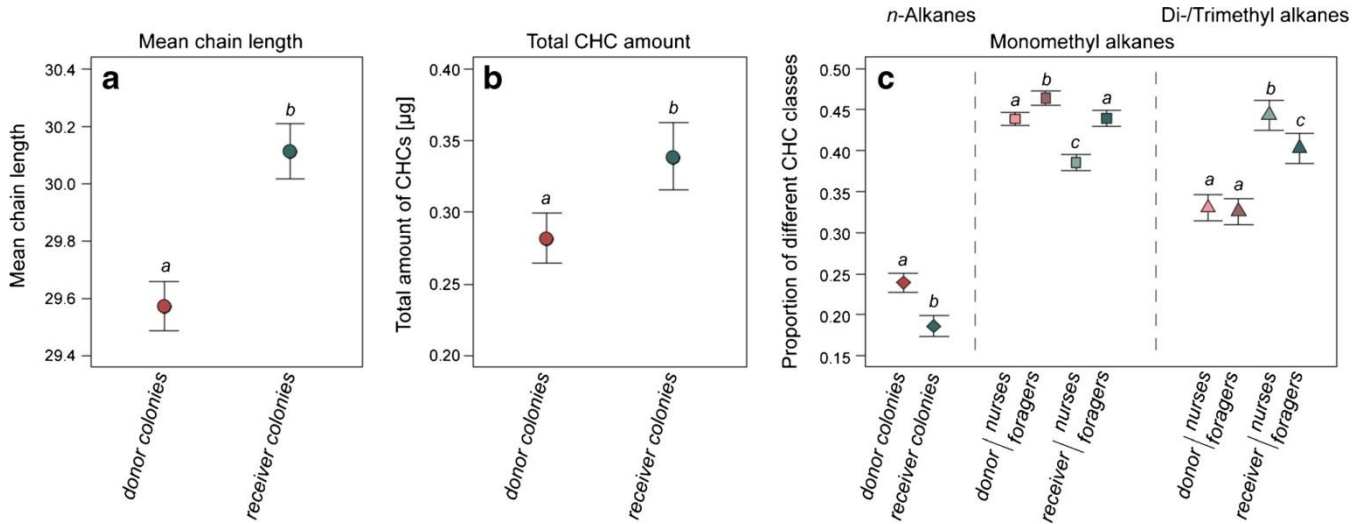 Mean chain length
a
Mean chain length
30.4
30.2
30.0
29.8
29.6
29.4
a
b
donor colonies
receiver colonies
Total CHC amount
b
Total amount of CHCs [µg]
0.40
0.35
0.30
0.25
0.20
a
b
donor colonies
receiver colonies
n-Alkanes
Monomethyl alkanes
Di-/Trimethyl alkanes
c
Proportion of different CHC classes
0.50
0.45
0.40
0.35
0.30
0.25
0.20
0.15
a
b
a
b
c
a
a
a
b
c
donor colonies
receiver colonies
donor
nurses
foragers
receiver
nurses
foragers
donor
nurses
foragers
receiver
nurses
foragers